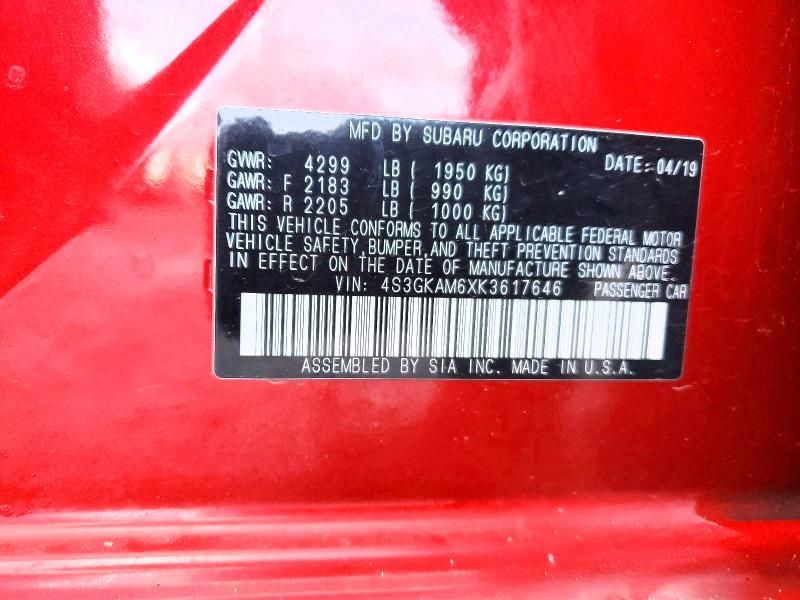 MFD BY SUBARU CORPORATION
GVWR: 4299 LB ( 1950 KG) DATE: 04/19
GAWR: F 2183 LB ( 990 KG)
GAWR: R 2205 LB ( 1000 KG)
THIS VEHICLE CONFORMS TO ALL APPLICABLE FEDERAL MOTOR
VEHICLE SAFETY, BUMPER, AND THEFT PREVENTION STANDARDS
IN EFFECT ON THE DATE OF MANUFACTURE SHOWN ABOVE.
VIN: 4S3GKAM6XK3617646 PASSENGER CAR
ASSEMBLED BY SIA INC. MADE IN U.S.A.